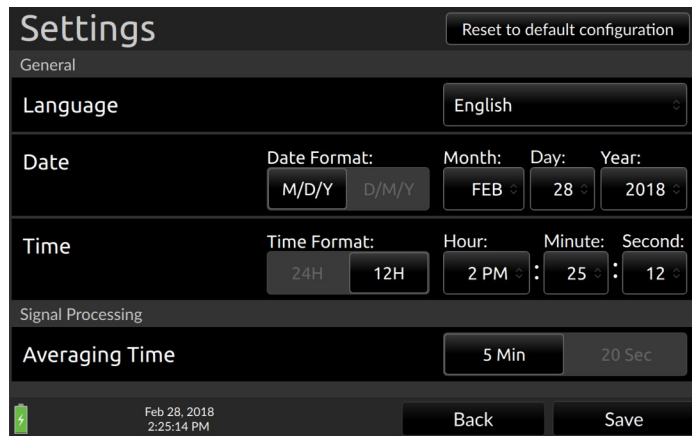 Settings
Reset to default configuration
General
Language
English
Date
Date Format:
Month:
Day:
Year:
M/D/Y
D/M/Y
FEB
28
2018
Time
Time Format:
Hour:
Minute:
Second:
24H
12H
2 PM : 25 : 12
Signal Processing
Averaging Time
5 Min
20 Sec
Feb 28, 2018
2:25:14 PM
Back
Save